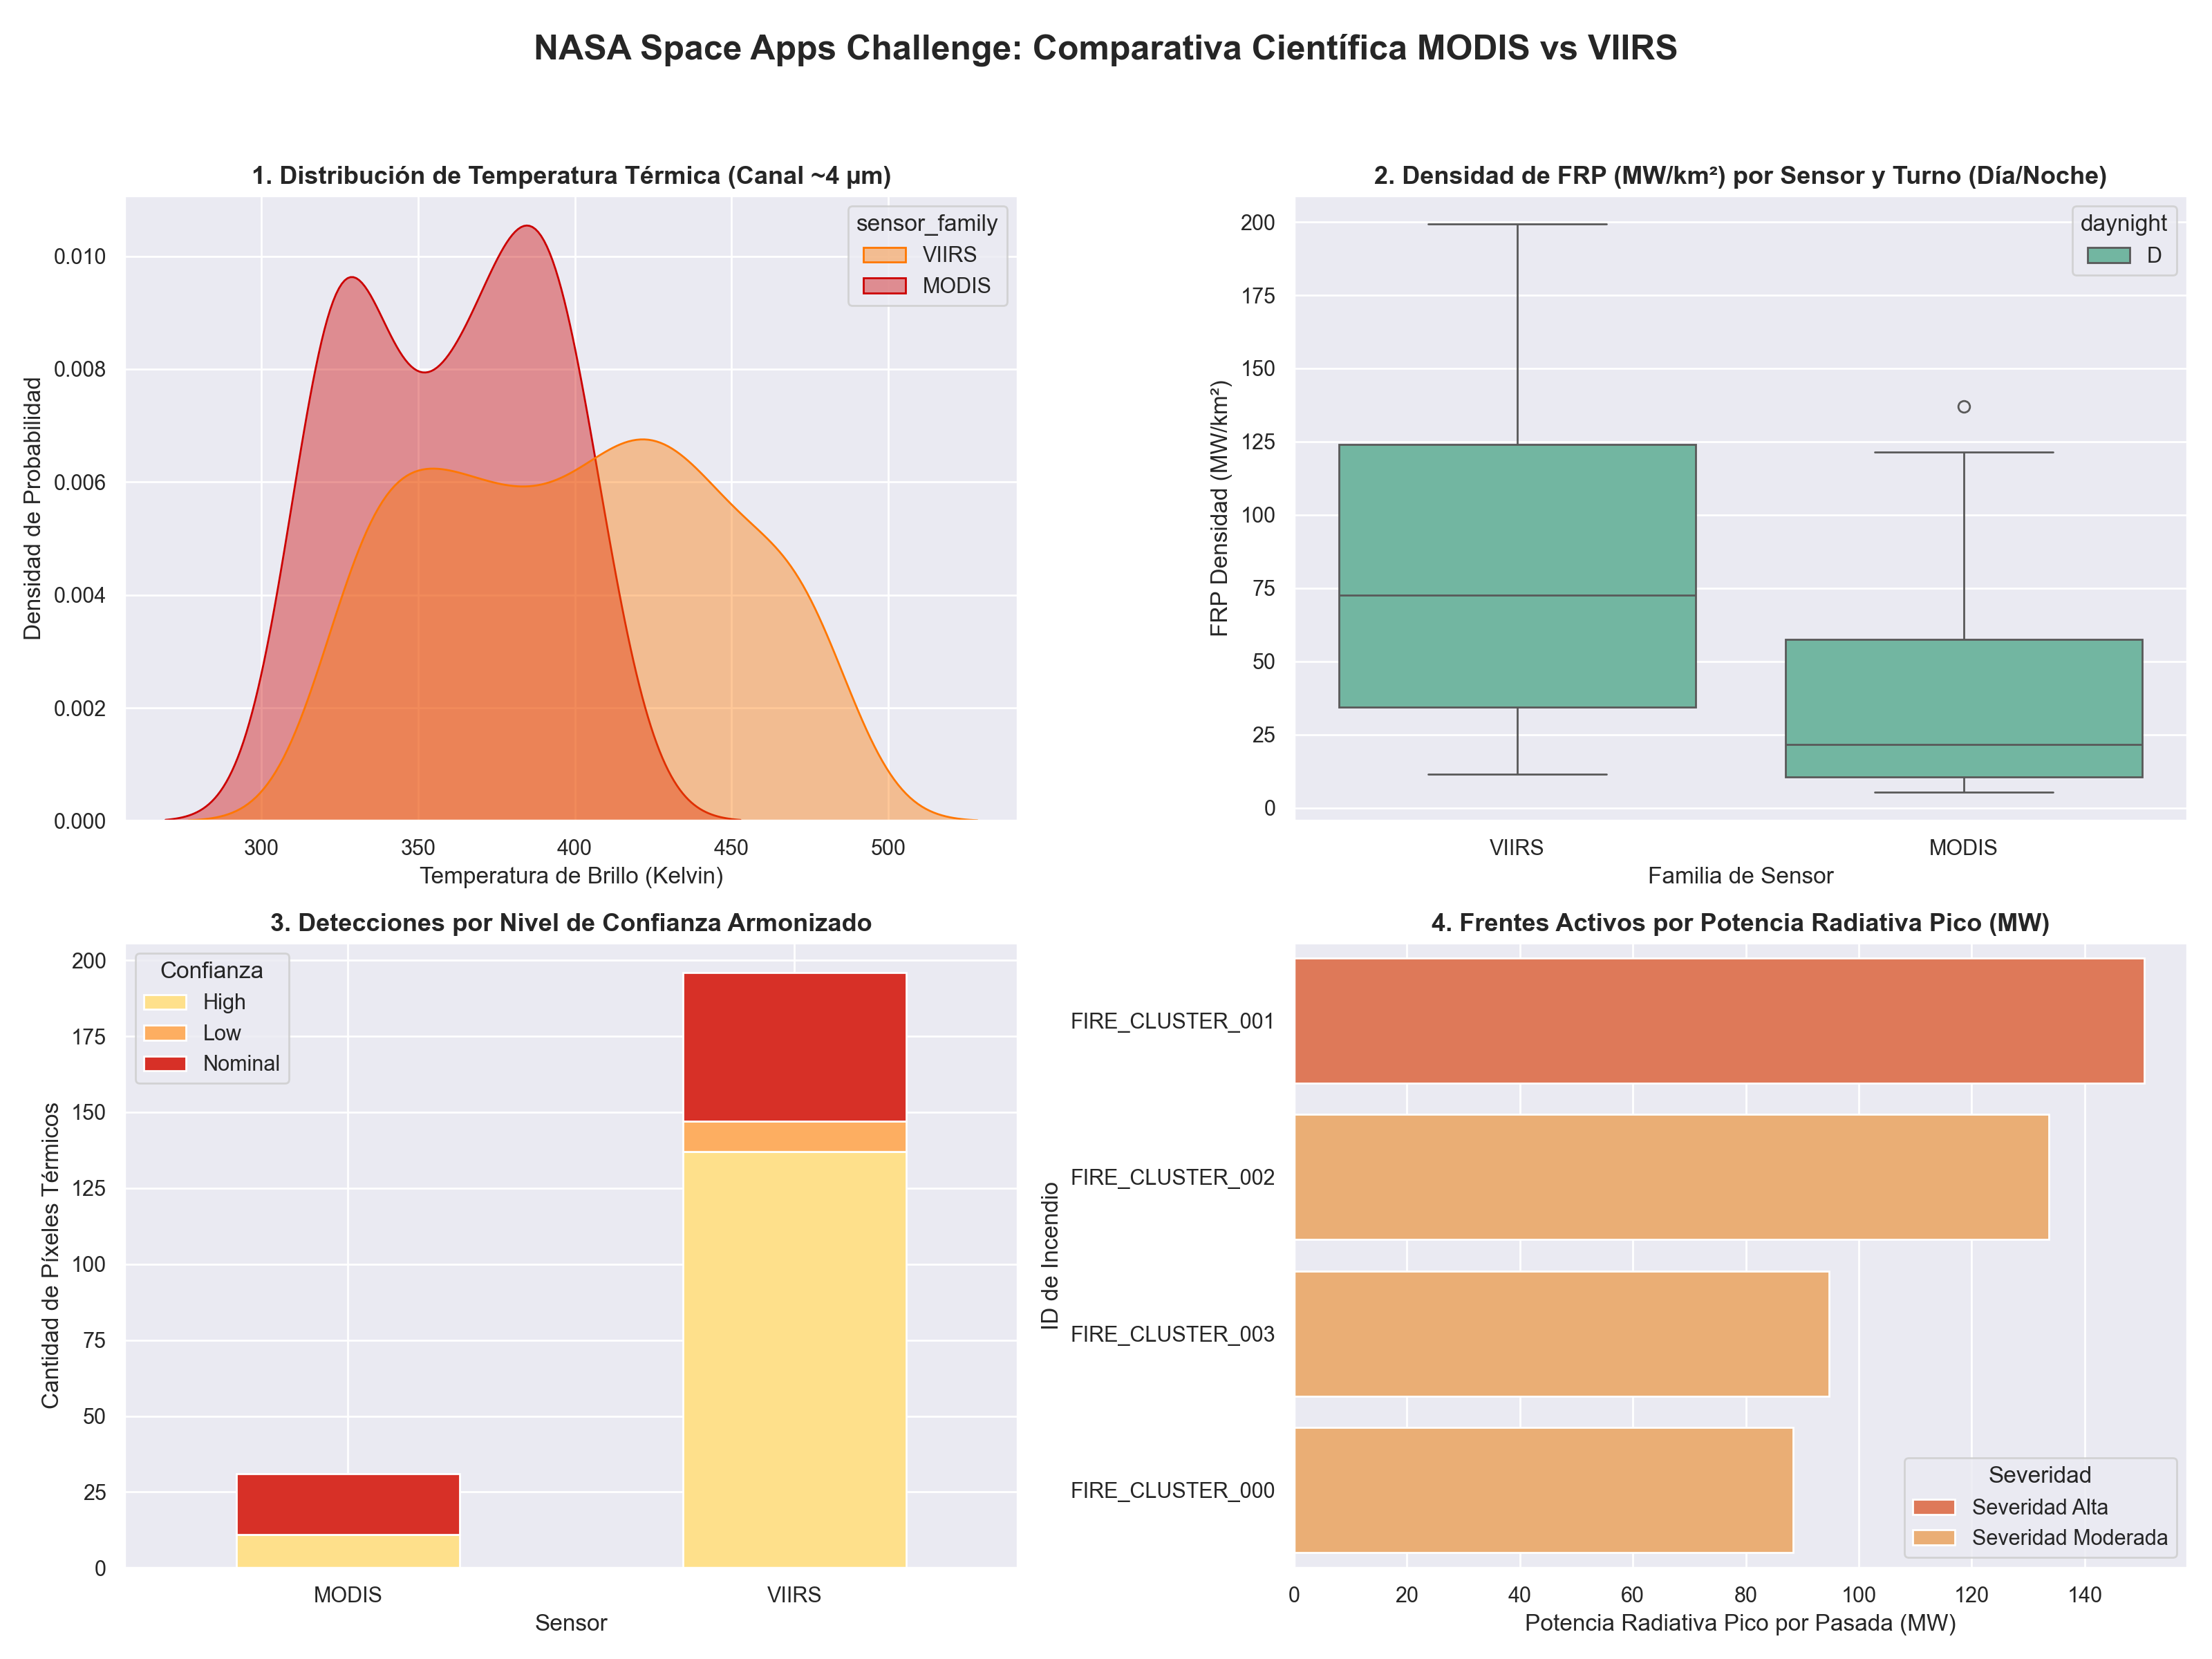 NASA Space Apps Challenge: Comparativa Científica MODIS vs VIIRS
1. Distribución de Temperatura Térmica (Canal ~4 µm)
Densidad de Probabilidad
0.010
0.008
0.006
0.004
0.002
0.000
300 350 400 450 500
Temperatura de Brillo (Kelvin)
sensor_family
VIIRS
MODIS
2. Densidad de FRP (MW/km²) por Sensor y Turno (Día/Noche)
FRP Densidad (MW/km²)
200
175
150
125
100
75
50
25
0
VIIRS MODIS
Familia de Sensor
daynight
D
3. Detecciones por Nivel de Confianza Armonizado
Cantidad de Píxeles Térmicos
200
175
150
125
100
75
50
25
0
MODIS VIIRS
Sensor
Confianza
High
Low
Nominal
4. Frentes Activos por Potencia Radiativa Pico (MW)
ID de Incendio
FIRE_CLUSTER_001
FIRE_CLUSTER_002
FIRE_CLUSTER_003
FIRE_CLUSTER_000
0 20 40 60 80 100 120 140
Potencia Radiativa Pico por Pasada (MW)
Severidad
Severidad Alta
Severidad Moderada